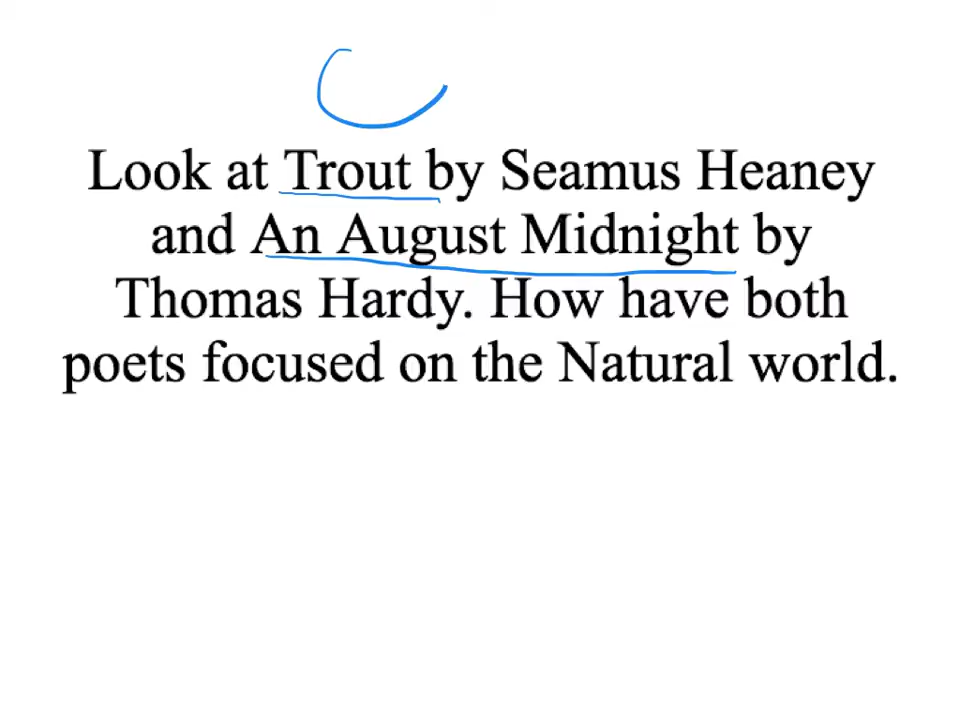 Look at Trout by Seamus Heaney
and An August Midnight by
Thomas Hardy. How have both
poets focused on the Natural world.